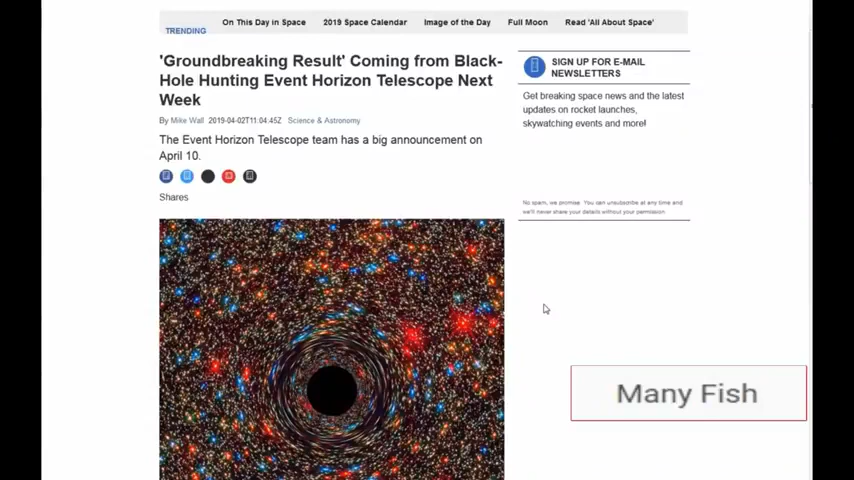 On This Day in Space 2019 Space Calendar Image of the Day Full Moon Read 'All About Space'
TRENDING
'Groundbreaking Result' Coming from Black-
Hole Hunting Event Horizon Telescope Next
Week
By Mike Wall 2019-04-02T11:04:45Z Science & Astronomy
The Event Horizon Telescope team has a big announcement on
April 10.
Shares
SIGN UP FOR E-MAIL
NEWSLETTERS
Get breaking space news and the latest
updates on rocket launches,
skywatching events and more!
No spam, we promise. You can unsubscribe at any time and
we'll never share your details without your permission.
Many Fish